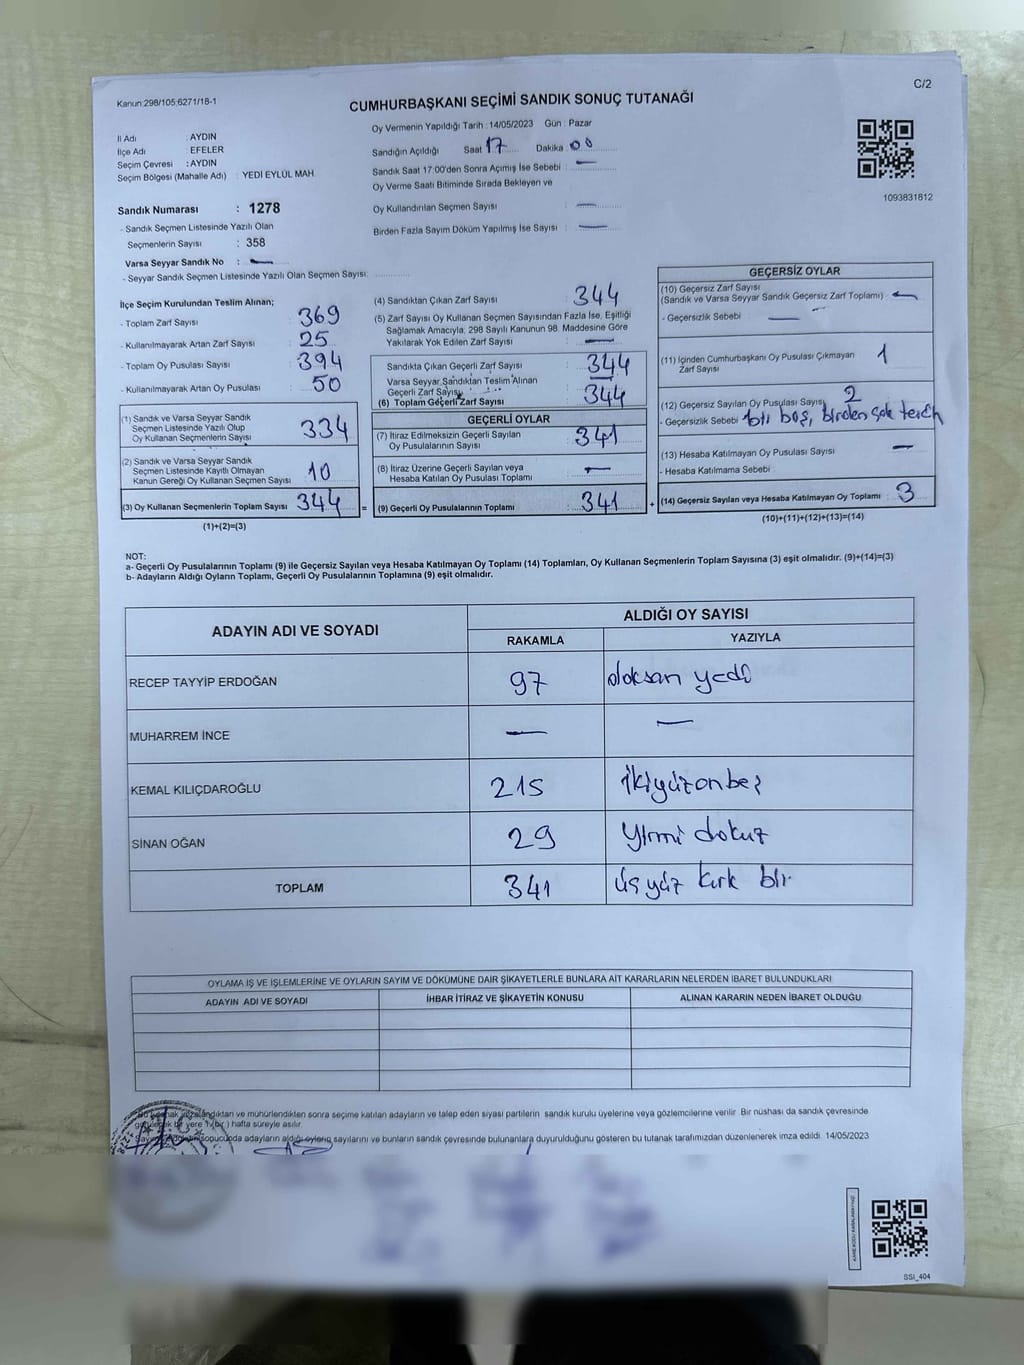 C/2
Kanun:298/105;6271/18-1
CUMHURBAŞKANI SEÇİMİ SANDIK SONUÇ TUTANAĞI
İl Adı : AYDIN
İlçe Adı : EFELER
Seçim Çevresi : AYDIN
Seçim Bölgesi (Mahalle Adı) : YEDİ EYLÜL MAH
Oy Vermenin Yapıldığı Tarih : 14/05/2023 Gün : Pazar
Sandığın Açıldığı Saat 17 Dakika 00
Sandık Saat 17:00'den Sonra Açımış İse Sebebi : —
Oy Verme Saati Bitiminde Sırada Bekleyen ve
Oy Kullandırılan Seçmen Sayısı : —
Birden Fazla Sayım Döküm Yapılmış İse Sayısı : —
1093831812
Sandık Numarası : 1278
- Sandık Seçmen Listesinde Yazılı Olan
Seçmenlerin Sayısı : 358
Varsa Seyyar Sandık No : —
- Seyyar Sandık Seçmen Listesinde Yazılı Olan Seçmen Sayısı:
İlçe Seçim Kurulundan Teslim Alınan;
- Toplam Zarf Sayısı : 369
- Kullanılmayarak Artan Zarf Sayısı : 25
- Toplam Oy Pusulası Sayısı : 394
- Kullanılmayarak Artan Oy Pusulası : 50
(1) Sandık ve Varsa Seyyar Sandık
Seçmen Listesinde Yazılı Olup
Oy Kullanan Seçmenlerin Sayısı 334
(2) Sandık ve Varsa Seyyar Sandık
Seçmen Listesinde Kayıtlı Olmayan
Kanun Gereği Oy Kullanan Seçmen Sayısı 10
(3) Oy Kullanan Seçmenlerin Toplam Sayısı 344
(1)+(2)=(3)
=
(4) Sandıktan Çıkan Zarf Sayısı : 344
(5) Zarf Sayısı Oy Kullanan Seçmen Sayısından Fazla İse, Eşitliği
Sağlamak Amacıyla, 298 Sayılı Kanunun 98. Maddesine Göre
Yakılarak Yok Edilen Zarf Sayısı : —
Sandıkta Çıkan Geçerli Zarf Sayısı : 344
Varsa Seyyar Sandıktan Teslim Alınan
Geçerli Zarf Sayısı
(6) Toplam Geçerli Zarf Sayısı : 344
GEÇERLİ OYLAR
(7) İtiraz Edilmeksizin Geçerli Sayılan
Oy Pusulalarının Sayısı : 341
(8) İtiraz Üzerine Geçerli Sayılan veya
Hesaba Katılan Oy Pusulası Toplamı : —
(9) Geçerli Oy Pusulalarının Toplamı : 341
+
GEÇERSİZ OYLAR
(10) Geçersiz Zarf Sayısı
(Sandık ve Varsa Seyyar Sandık Geçersiz Zarf Toplamı) : —
- Geçersizlik Sebebi : —
(11) İçinden Cumhurbaşkanı Oy Pusulası Çıkmayan
Zarf Sayısı : 1
(12) Geçersiz Sayılan Oy Pusulası Sayısı 2
- Geçersizlik Sebebi biri boş, birden çok tercih
(13) Hesaba Katılmayan Oy Pusulası Sayısı —
- Hesaba Katılmama Sebebi
(14) Geçersiz Sayılan veya Hesaba Katılmayan Oy Toplamı : 3
(10)+(11)+(12)+(13)=(14)
NOT:
a- Geçerli Oy Pusulalarının Toplamı (9) ile Geçersiz Sayılan veya Hesaba Katılmayan Oy Toplamı (14) Toplamları, Oy Kullanan Seçmenlerin Toplam Sayısına (3) eşit olmalıdır. (9)+(14)=(3)
b- Adayların Aldığı Oyların Toplamı, Geçerli Oy Pusulalarının Toplamına (9) eşit olmalıdır.
ADAYIN ADI VE SOYADI
ALDIĞI OY SAYISI
RAKAMLA YAZIYLA
RECEP TAYYİP ERDOĞAN 97 doksan yedi
MUHARREM İNCE — —
KEMAL KILIÇDAROĞLU 215 ikiyüzonbeş
SİNAN OĞAN 29 yirmi dokuz
TOPLAM 341 üç yüz kırk bir
OYLAMA İŞ VE İŞLEMLERİNE VE OYLARIN SAYIM VE DÖKÜMÜNE DAİR ŞİKAYETLERLE BUNLARA AİT KARARLARIN NELERDEN İBARET BULUNDUKLARI
ADAYIN ADI VE SOYADI İHBAR İTİRAZ VE ŞİKAYETİN KONUSU ALINAN KARARIN NEDEN İBARET OLDUĞU
ve mühürlendikten sonra seçime katılan adayların ve talep eden siyasi partilerin sandık kurulu üyelerine veya gözlemcilerine verilir. Bir nüshası da sandık çevresinde
bir yere 1 (bir) hafta süreyle asılır.
sonucunda adayların aldığı oyların sayılarını ve bunların sandık çevresinde bulunanlara duyurulduğunu gösteren bu tutanak tarafımızdan düzenlenerek imza edildi. 14/05/2023
SSİ_404